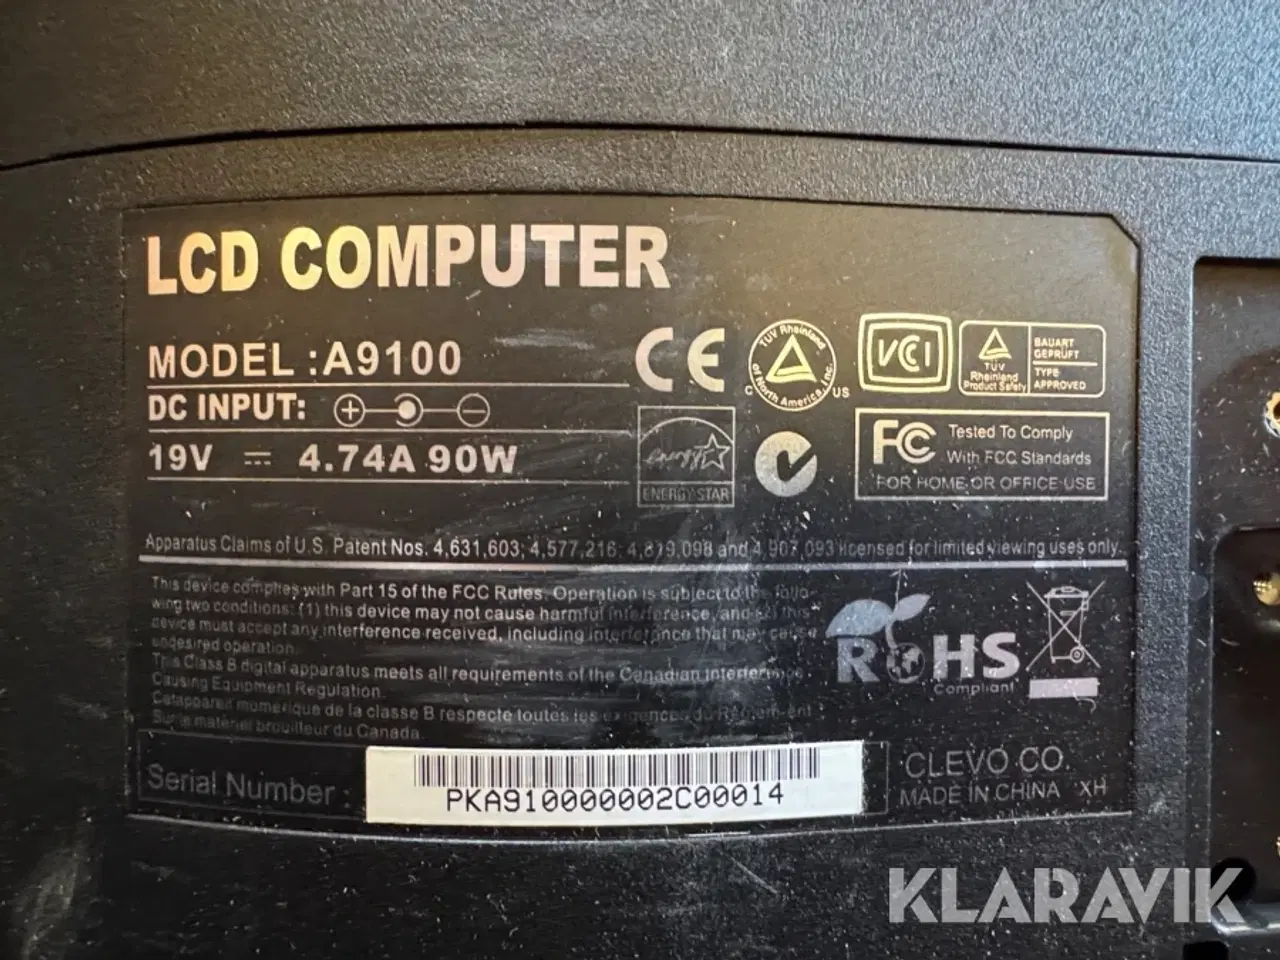 LCD COMPUTER
MODEL :A9100
DC INPUT:
19V 4.74A 90W
CE
TUV Rheinland
of North America, Inc.
C US
VCCI
TUV
Rheinland
Product Safety
BAUART
GEPRÜFT
TYPE
APPROVED
energy
ENERGY STAR
FC Tested To Comply
With FCC Standards
FOR HOME OR OFFICE USE
Apparatus Claims of U.S. Patent Nos. 4,631,603; 4,577,216; 4,819,098 and 4,907,093 licensed for limited viewing uses only.
This device complies with Part 15 of the FCC Rules. Operation is subject to the follo-
wing two conditions: (1) this device may not cause harmful interference, and (2) this
device must accept any interference received, including interference that may cause
undesired operation.
This Class B digital apparatus meets all requirements of the Canadian Interference
Causing Equipment Regulation.
Cetappareil numerique de la classe B respecte toutes les exigences du Reglement
Sur le matériel brouilleur du Canada.
ROHS
Compliant
Serial Number :
PKA910000002C00014
CLEVO CO.
MADE IN CHINA XH
KLARAVIK